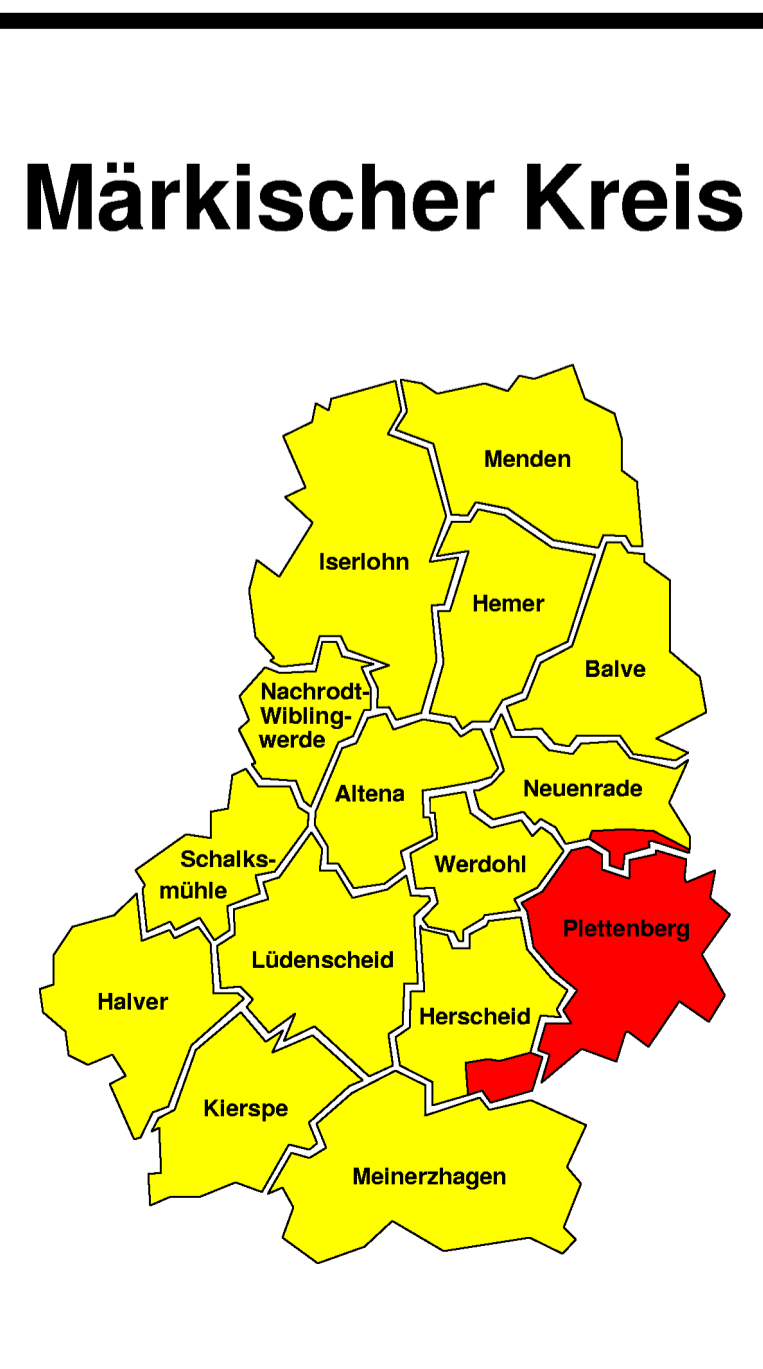 Märkischer Kreis
Menden
Iserlohn
Hemer
Balve
Nachrodt-
Wibling-
werde
Neuenrade
Altena
Schalks-
mühle
Werdohl
Plettenberg
Lüdenscheid
Halver
Herscheid
Kierspe
Meinerzhagen